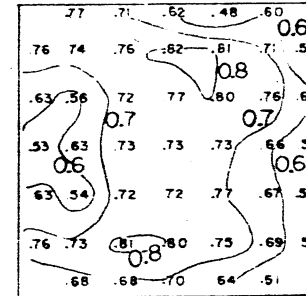 .77 .71 .62 .48 .60
0.6
.76 .74 .76 .82 .81 .71
0.8
.63 .56 .72 .77 .80 .76
0.7 0.7
.53 .63 .73 .73 .73 .66
0.6 0.6
.63 .54 .72 .72 .77 .67
.76 .73 .81 .80 .75 .69
0.8
.68 .68 .70 .64 .51